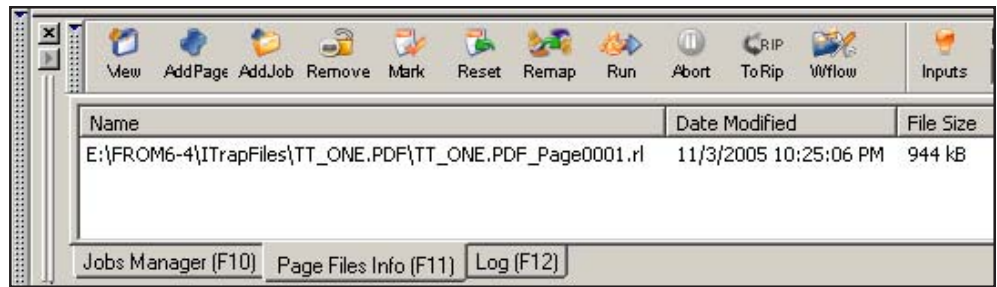 View AddPage AddJob Remove Mark Reset Remap Run Abort RIP ToRip Wflow Inputs
Name Date Modified File Size
E:\FROM6-4\ITrapFiles\TT_ONE.PDF\TT_ONE.PDF_Page0001.rl 11/3/2005 10:25:06 PM 944 kB
Jobs Manager (F10) Page Files Info (F11) Log (F12)